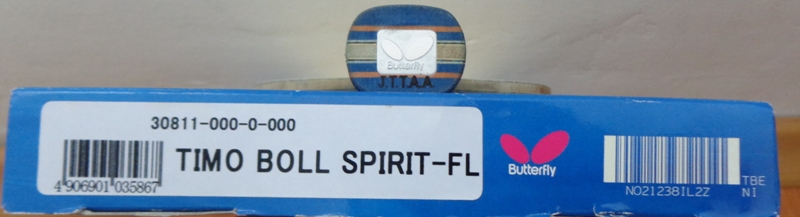 Butterfly
J.T.T.A.A.
30811-000-0-000
TIMO BOLL SPIRIT-FL
4 906901 035867
Butterfly
NO21238IL2Z
TBE
NI